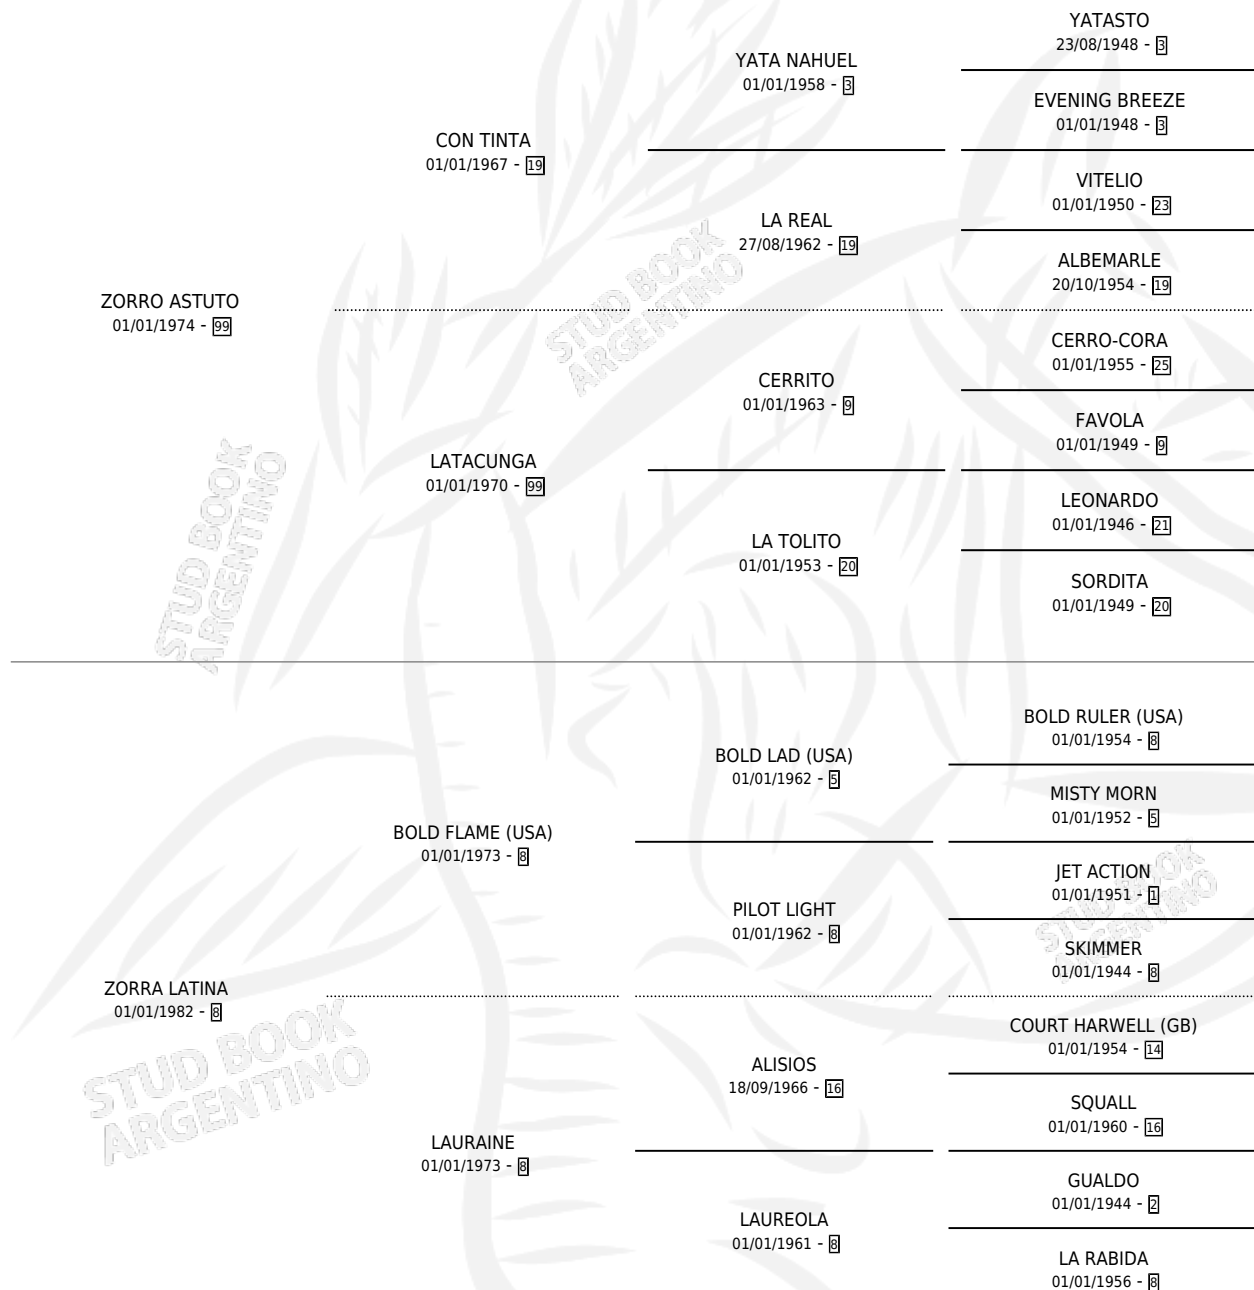 YATASTO
23/08/1948 - 3
YATA NAHUEL
01/01/1958 - 3
EVENING BREEZE
01/01/1948 - 3
CON TINTA
01/01/1967 - 19
VITELIO
01/01/1950 - 23
LA REAL
27/08/1962 - 19
ALBEMARLE
20/10/1954 - 19
ZORRO ASTUTO
01/01/1974 - 99
CERRO-CORA
01/01/1955 - 25
CERRITO
01/01/1963 - 9
FAVOLA
01/01/1949 - 9
LATACUNGA
01/01/1970 - 99
LEONARDO
01/01/1946 - 21
LA TOLITO
01/01/1953 - 20
SORDITA
01/01/1949 - 20
STUD BOOK
ARGENTINO
STUD BOOK
ARGENTINO
BOLD RULER (USA)
01/01/1954 - 8
BOLD LAD (USA)
01/01/1962 - 5
MISTY MORN
01/01/1952 - 5
BOLD FLAME (USA)
01/01/1973 - 8
JET ACTION
01/01/1951 - 1
PILOT LIGHT
01/01/1962 - 8
SKIMMER
01/01/1944 - 8
STUD BOOK
ARGENTINO
ZORRA LATINA
01/01/1982 - 8
COURT HARWELL (GB)
01/01/1954 - 14
ALISIOS
18/09/1966 - 16
SQUALL
01/01/1960 - 16
STUD BOOK
ARGENTINO
LAURAINE
01/01/1973 - 8
GUALDO
01/01/1944 - 2
LAUREOLA
01/01/1961 - 8
LA RABIDA
01/01/1956 - 8